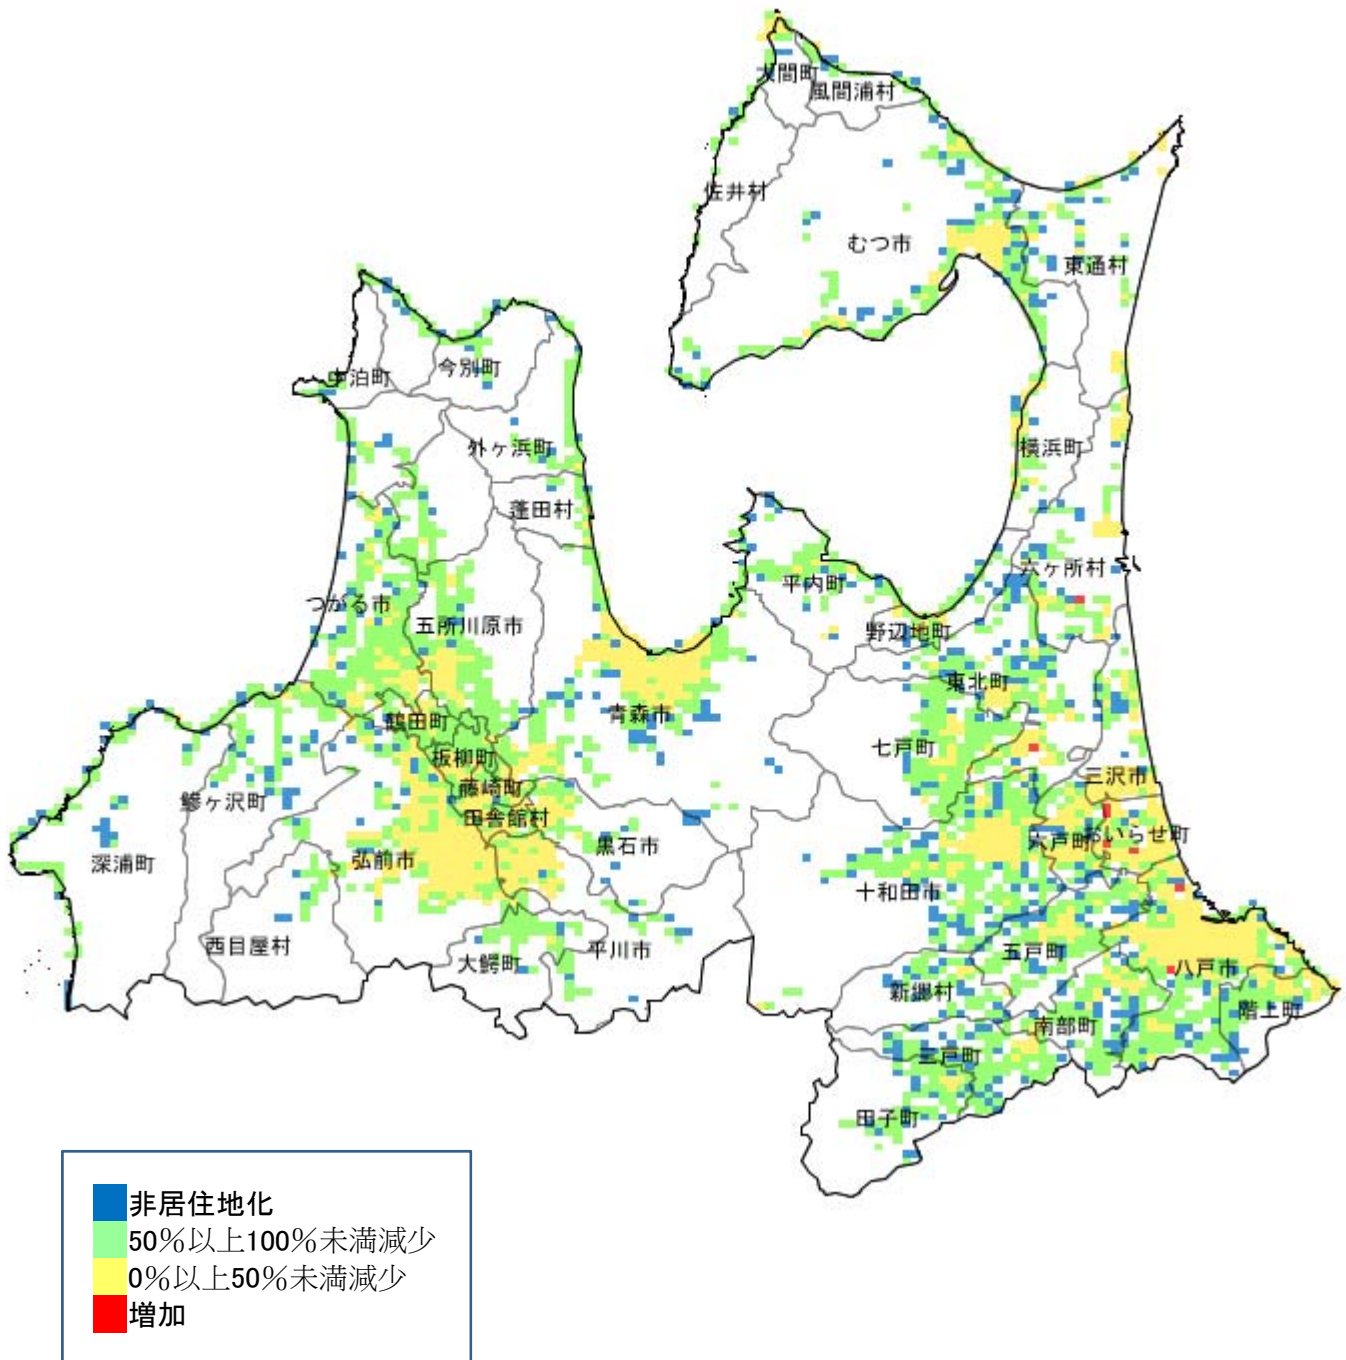 大間町
風間浦村
佐井村
むつ市
東通村
中泊町
今別町
外ヶ浜町
横浜町
蓬田村
六ヶ所村
平内町
つがる市
五所川原市
野辺地町
東北町
青森市
鶴田町
七戸町
板柳町
三沢市
藤崎町
鰺ヶ沢町
田舎館村
六戸町
おいらせ町
黒石市
弘前市
深浦町
十和田市
西目屋村
平川市
五戸町
大鰐町
八戸市
新郷村
階上町
南部町
三戸町
田子町
非居住地化
50%以上100%未満減少
0%以上50%未満減少
増加